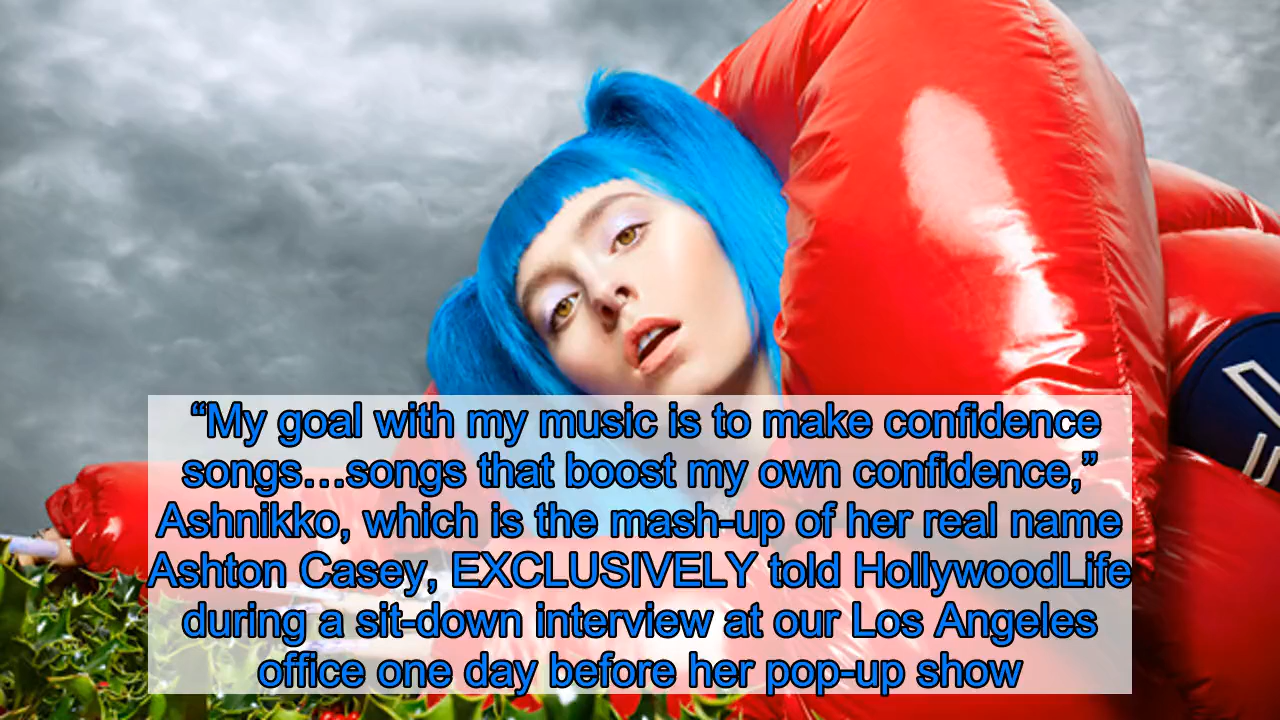 “My goal with my music is to make confidence
songs…songs that boost my own confidence,”
Ashnikko, which is the mash-up of her real name
Ashton Casey, EXCLUSIVELY told HollywoodLife
during a sit-down interview at our Los Angeles
office one day before her pop-up show